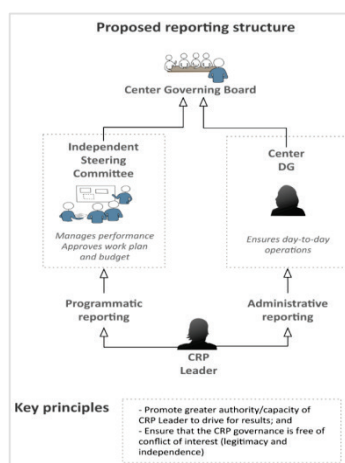 Proposed reporting structure
Center Governing Board
Independent
Steering
Committee
Manages performance
Approves work plan
and budget
Center
DG
Ensures day-to-day
operations
Programmatic
reporting
Administrative
reporting
CRP
Leader
Key principles
- Promote greater authority/capacity of
CRP Leader to drive for results; and
- Ensure that the CRP governance is free of
conflict of interest (legitimacy and
independence)